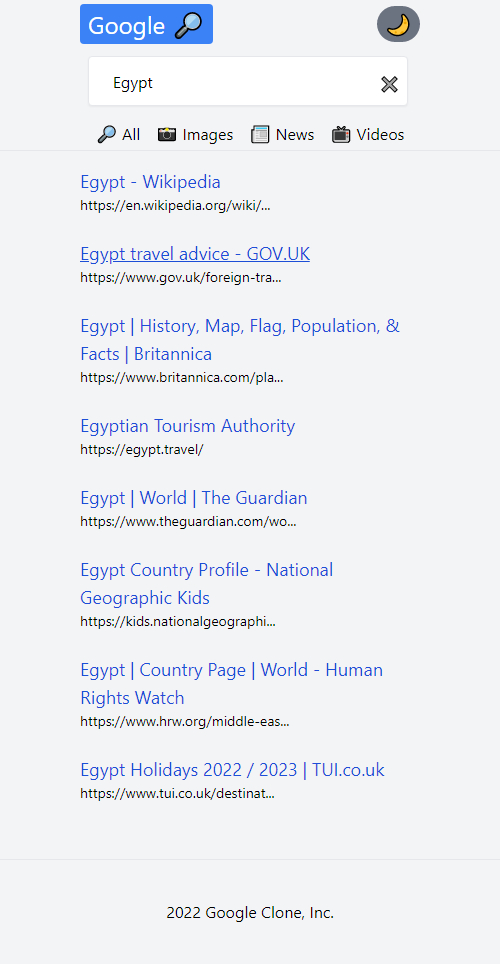 Google
Egypt
All Images News Videos
Egypt - Wikipedia
https://en.wikipedia.org/wiki/...
Egypt travel advice - GOV.UK
https://www.gov.uk/foreign-tra...
Egypt | History, Map, Flag, Population, &
Facts | Britannica
https://www.britannica.com/pla...
Egyptian Tourism Authority
https://egypt.travel/
Egypt | World | The Guardian
https://www.theguardian.com/wo...
Egypt Country Profile - National
Geographic Kids
https://kids.nationalgeographi...
Egypt | Country Page | World - Human
Rights Watch
https://www.hrw.org/middle-eas...
Egypt Holidays 2022 / 2023 | TUI.co.uk
https://www.tui.co.uk/destinat...
2022 Google Clone, Inc.